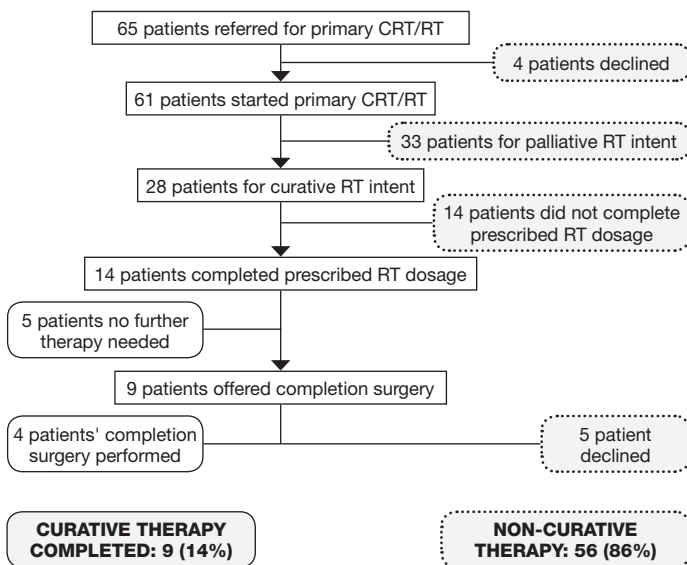 65 patients referred for primary CRT/RT
4 patients declined
61 patients started primary CRT/RT
33 patients for palliative RT intent
28 patients for curative RT intent
14 patients did not complete
prescribed RT dosage
14 patients completed prescribed RT dosage
5 patients no further
therapy needed
9 patients offered completion surgery
4 patients' completion
surgery performed
5 patient
declined
CURATIVE THERAPY
COMPLETED: 9 (14%)
NON-CURATIVE
THERAPY: 56 (86%)